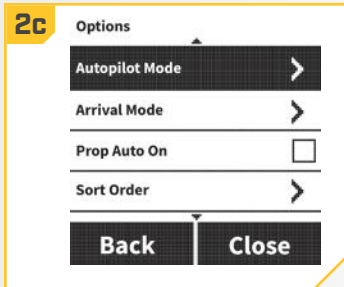 2c
Options
Autopilot Mode
Arrival Mode
Prop Auto On
Sort Order
Back Close